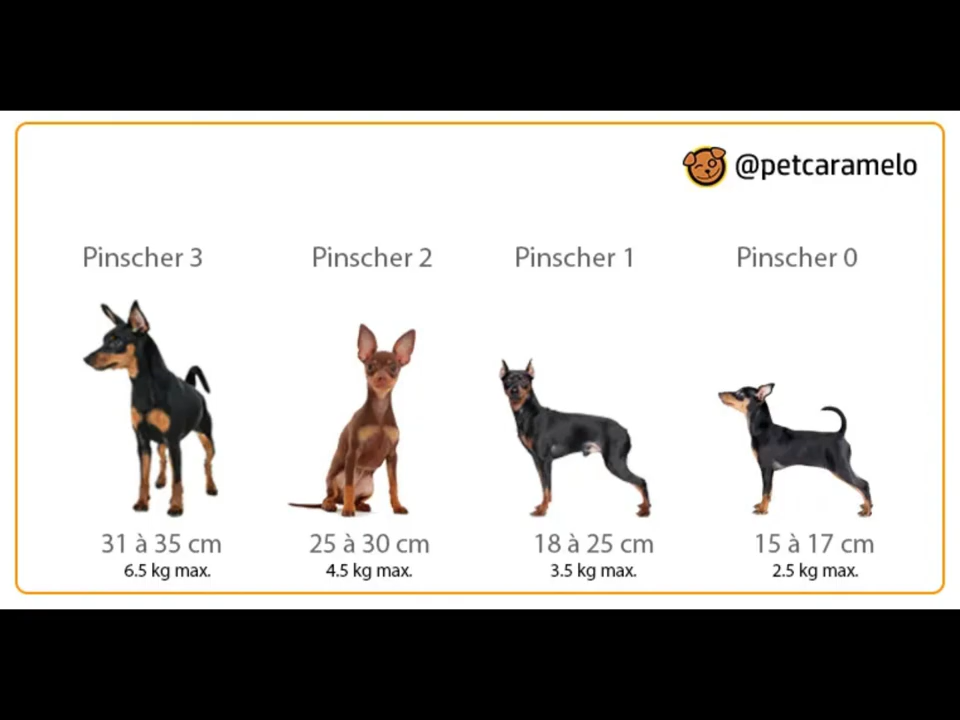 @petcaramelo
Pinscher 3 Pinscher 2 Pinscher 1 Pinscher 0
31 à 35 cm 25 à 30 cm 18 à 25 cm 15 à 17 cm
6.5 kg max. 4.5 kg max. 3.5 kg max. 2.5 kg max.